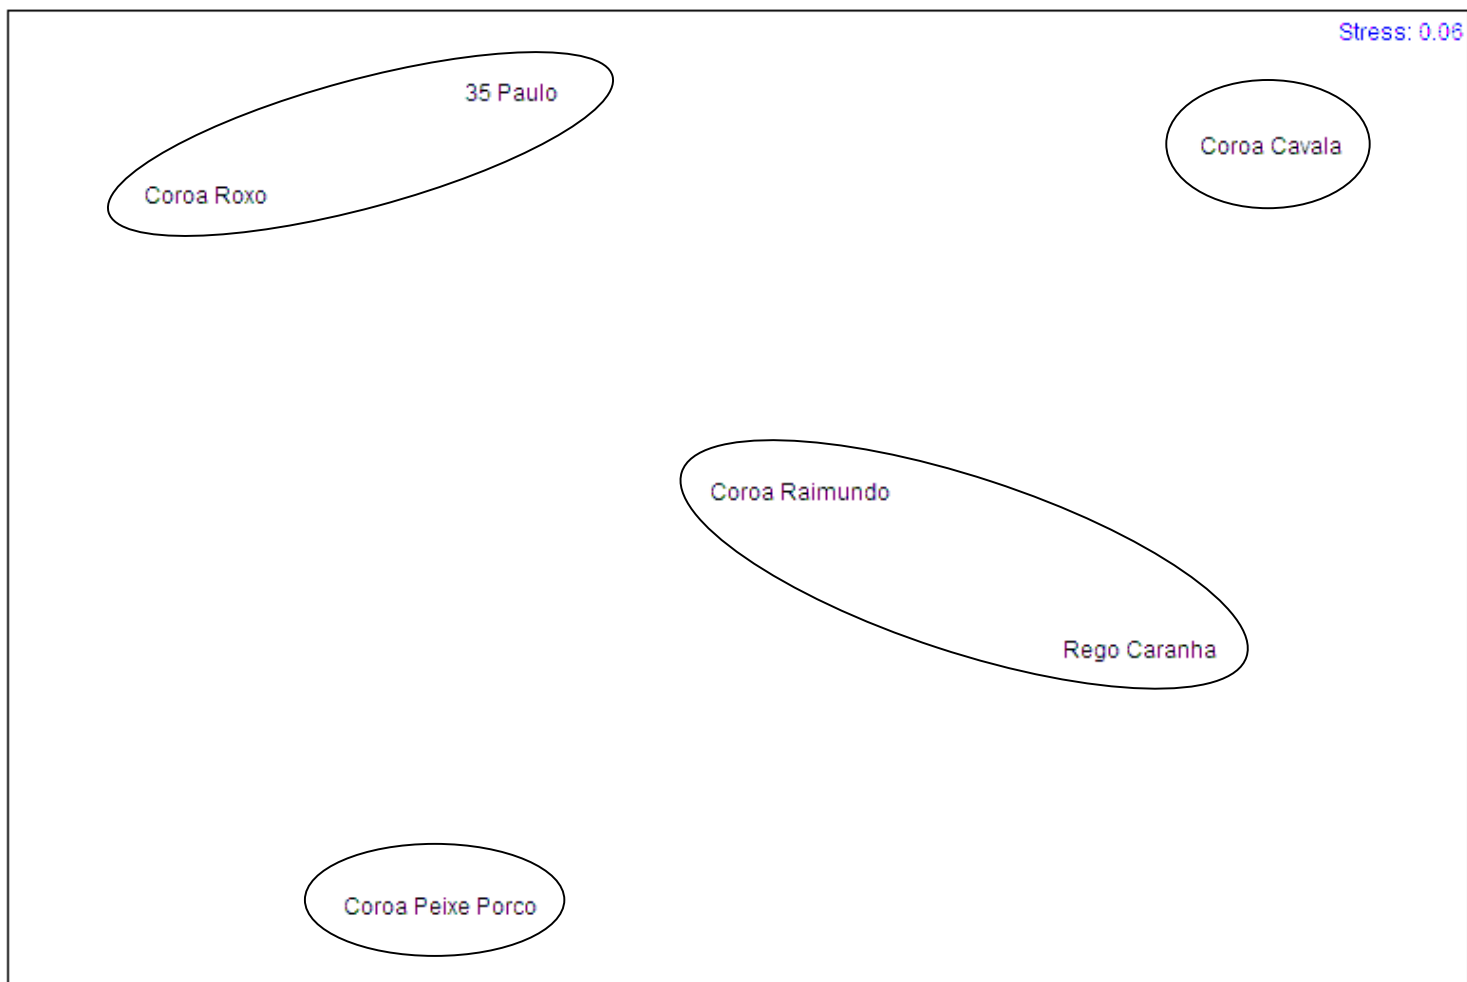 Stress: 0.06
35 Paulo
Coroa Cavala
Coroa Roxo
Coroa Raimundo
Rego Caranha
Coroa Peixe Porco